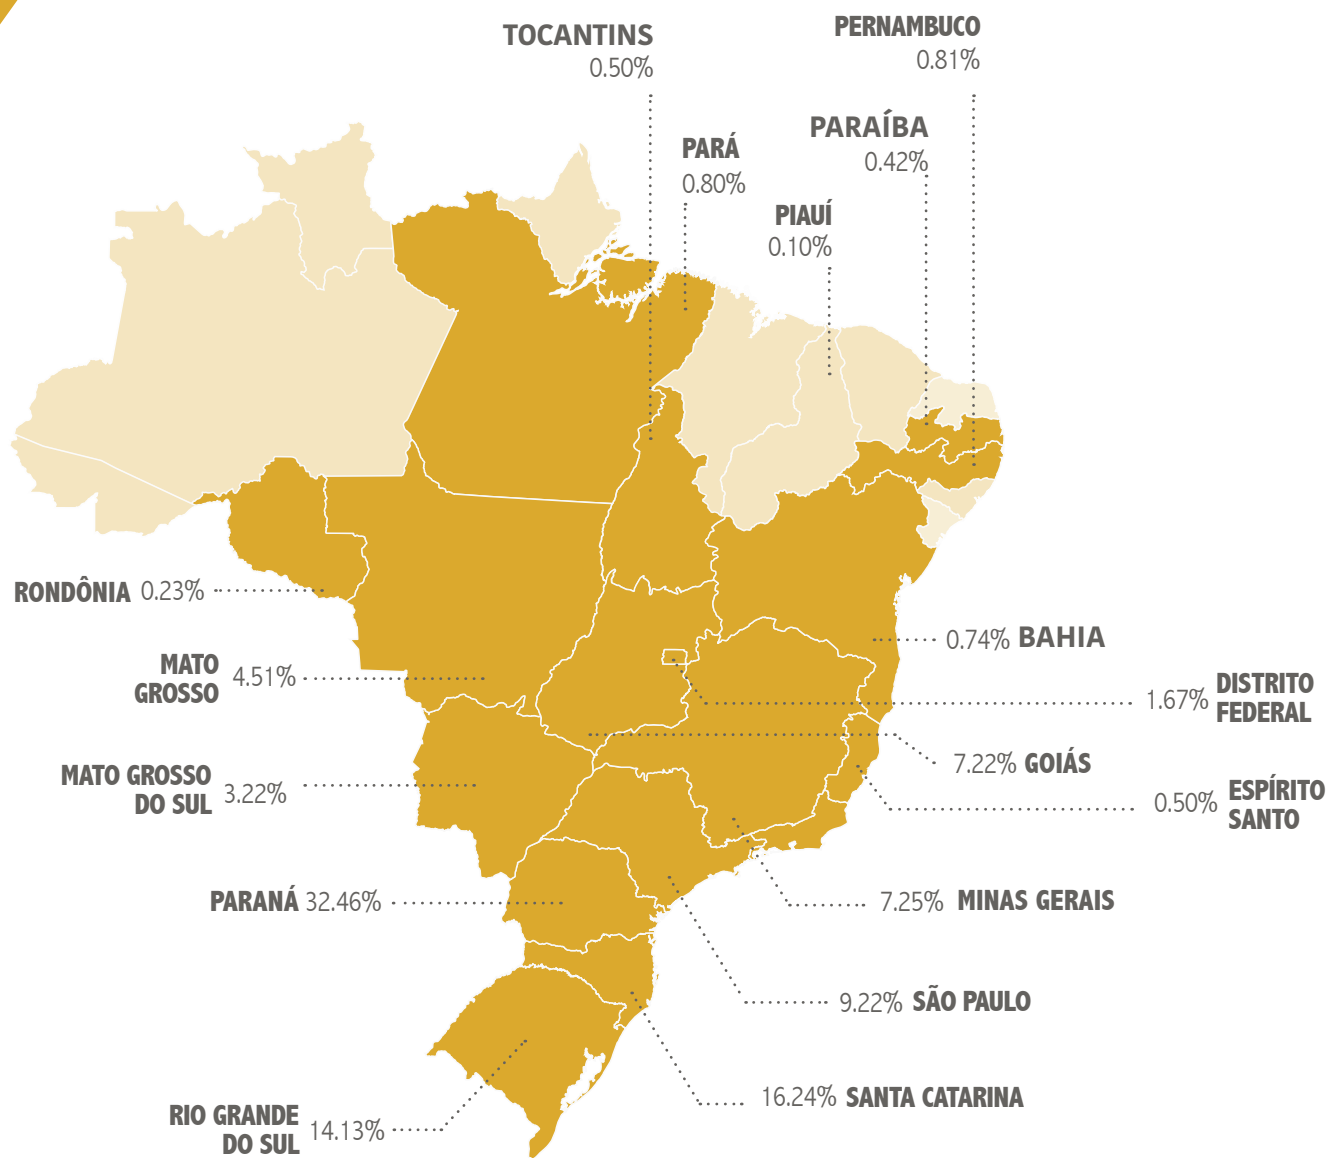 TOCANTINS
0.50%
PERNAMBUCO
0.81%
PARÁ
0.80%
PARAÍBA
0.42%
PIAUÍ
0.10%
RONDÔNIA 0.23%
0.74% BAHIA
MATO
GROSSO
4.51%
1.67%
DISTRITO
FEDERAL
7.22% GOIÁS
MATO GROSSO
DO SUL
3.22%
0.50%
ESPÍRITO
SANTO
PARANÁ 32.46%
7.25% MINAS GERAIS
9.22% SÃO PAULO
16.24% SANTA CATARINA
RIO GRANDE
DO SUL
14.13%